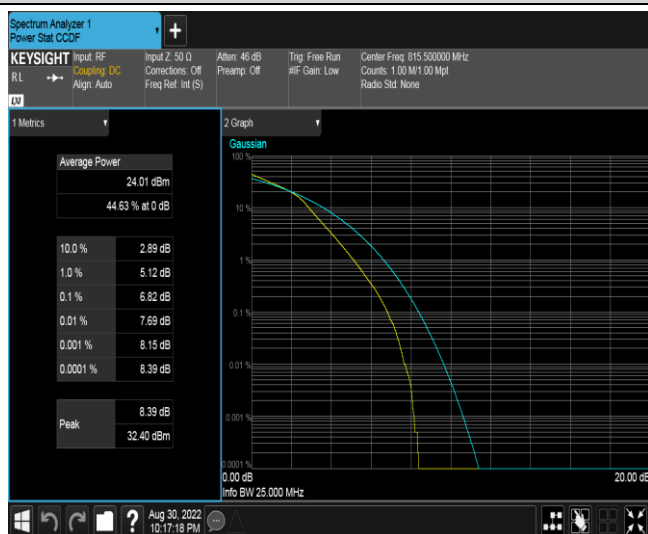 Spectrum Analyzer 1
Power Stat CCDF
+
KEYSIGHT
RL
LXI
Input: RF
Coupling: DC
Align: Auto
Input Z: 50 Ω
Corrections: Off
Freq Ref: Int (S)
Atten: 46 dB
Preamp: Off
Trig: Free Run
#IF Gain: Low
Center Freq: 815.500000 MHz
Counts: 1.00 M/1.00 Mpt
Radio Std: None
1 Metrics
Average Power
24.01 dBm
44.63 % at 0 dB
10.0 % 2.89 dB
1.0 % 5.12 dB
0.1 % 6.82 dB
0.01 % 7.69 dB
0.001 % 8.15 dB
0.0001 % 8.39 dB
Peak
8.39 dB
32.40 dBm
2 Graph
Gaussian
100 %
10 %
1 %
0.1 %
0.01 %
0.001 %
0.0001 %
0.00 dB 20.00 dB
Info BW 25.000 MHz
? Aug 30, 2022
10:17:18 PM